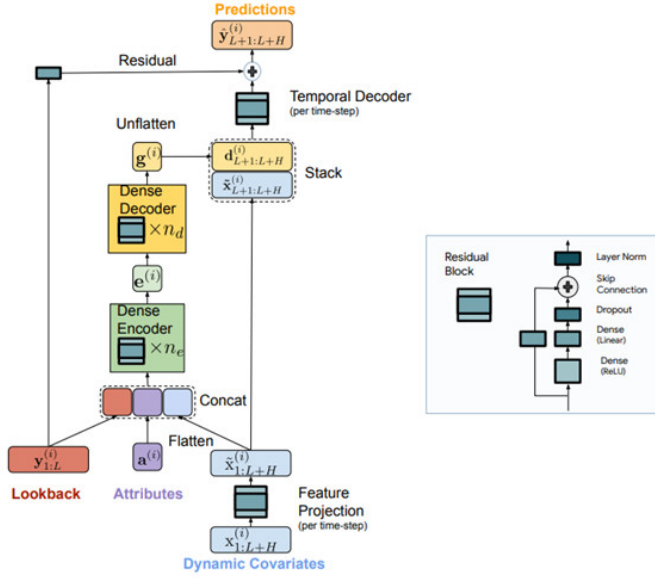 Predictions
ŷ^{(i)}_{L+1:L+H}
Residual
Temporal Decoder
(per time-step)
Unflatten
g^{(i)}
d^{(i)}_{L+1:L+H}
x̃^{(i)}_{L+1:L+H}
Stack
Dense
Decoder
×n_d
e^{(i)}
Dense
Encoder
×n_e
Concat
Flatten
y^{(i)}_{1:L}
a^{(i)}
x̃^{(i)}_{1:L+H}
Lookback
Attributes
Feature
Projection
(per time-step)
x^{(i)}_{1:L+H}
Dynamic Covariates
Residual
Block
Layer Norm
Skip
Connection
Dropout
Dense
(Linear)
Dense
(ReLU)